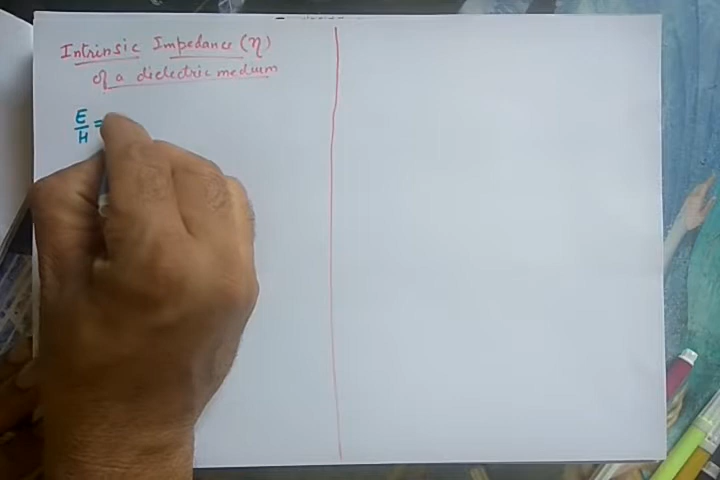 Intrinsic Impedance (η)
of a dielectric medium
E/H =